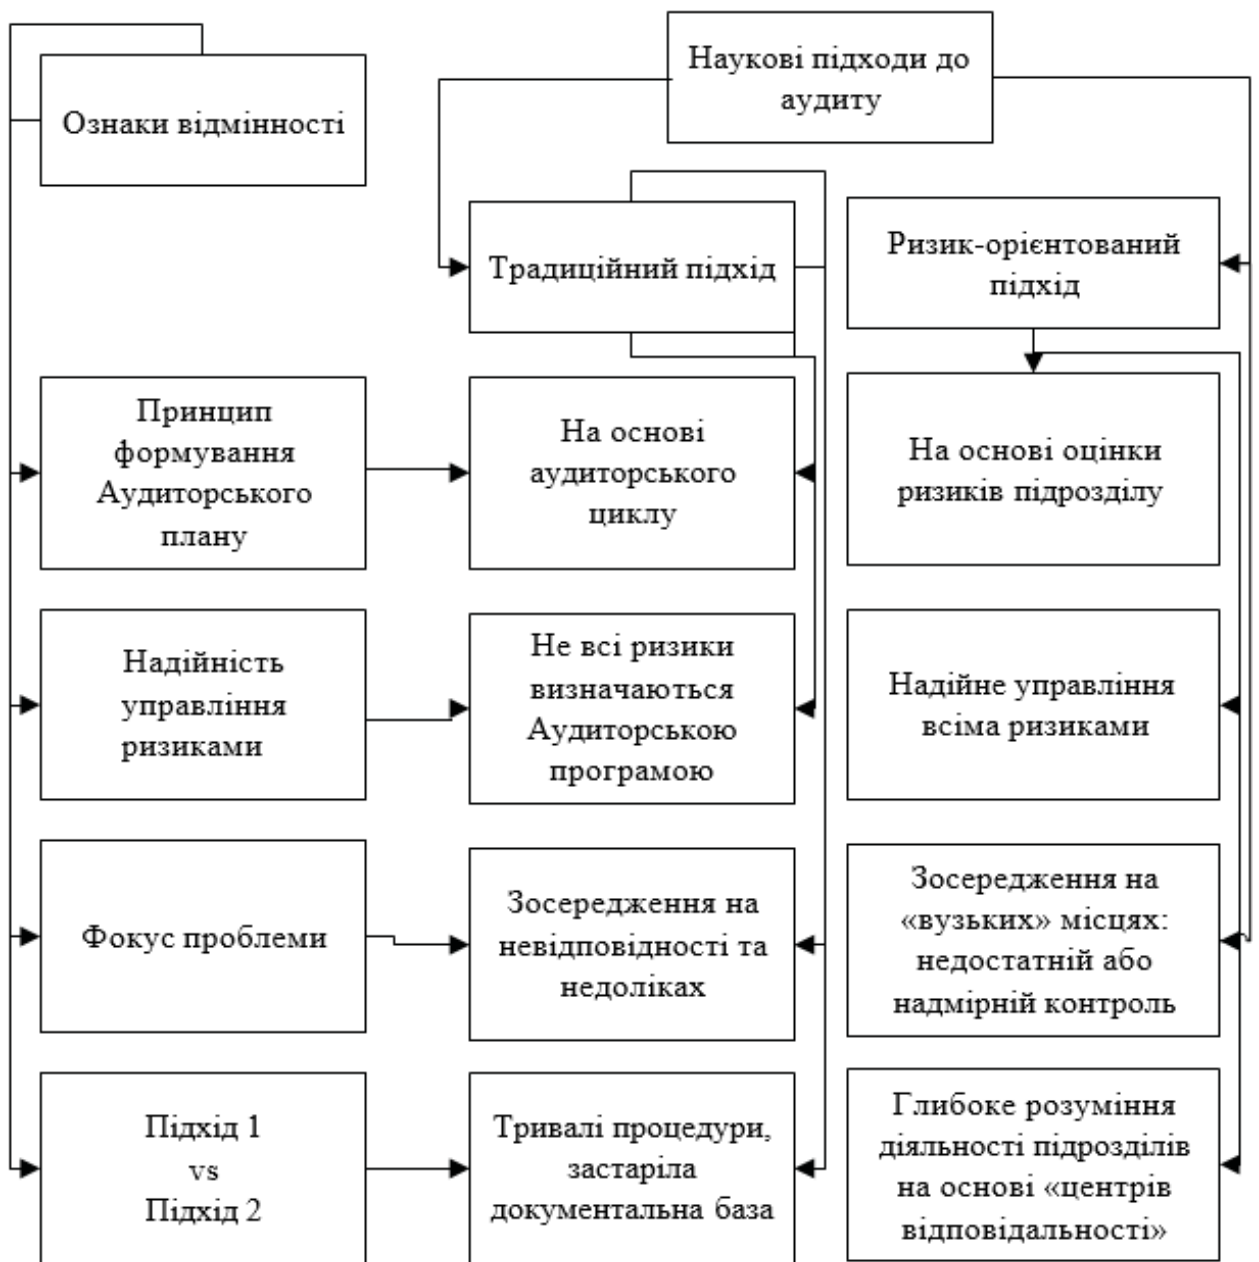 Наукові підходи до
аудиту
Ознаки відмінності
Традиційний підхід
Ризик-орієнтований
підхід
Принцип
формування
Аудиторського
плану
На основі
аудиторського
циклу
На основі оцінки
ризиків підрозділу
Надійність
управління
ризиками
Не всі ризики
визначаються
Аудиторською
програмою
Надійне управління
всіма ризиками
Фокус проблеми
Зосередження на
невідповідності та
недоліках
Зосередження на
«вузьких» місцях:
недостатній або
надмірній контроль
Підхід 1
vs
Підхід 2
Тривалі процедури,
застаріла
документальна база
Глибоке розуміння
діяльності підрозділів
на основі «центрів
відповідальності»